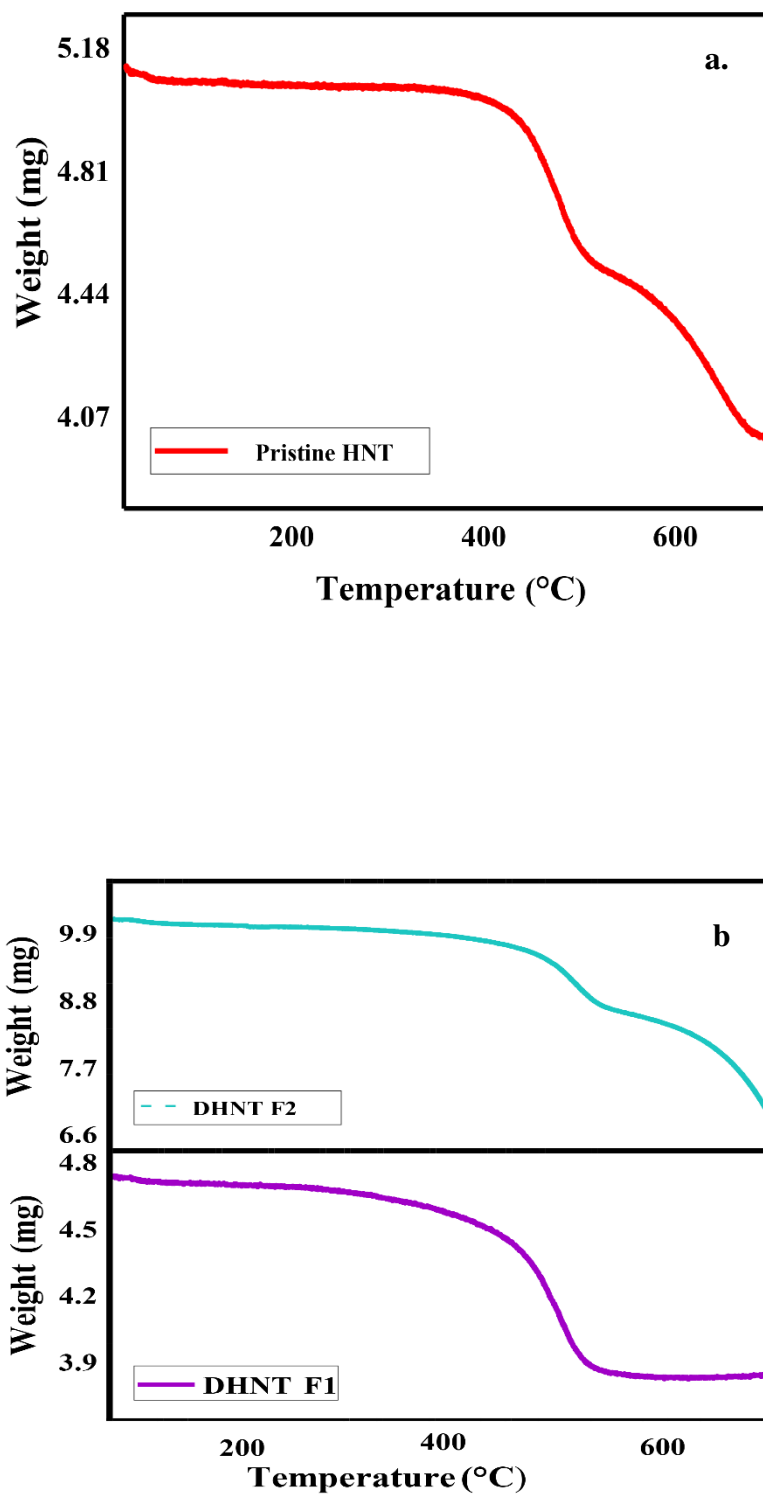 a.
5.18
4.81
4.44
4.07
Weight (mg)
Pristine HNT
200 400 600
Temperature (°C)
b
9.9
8.8
7.7
6.6
Weight (mg)
DHNT F2
4.8
4.5
4.2
3.9
Weight (mg)
DHNT F1
200 400 600
Temperature (°C)